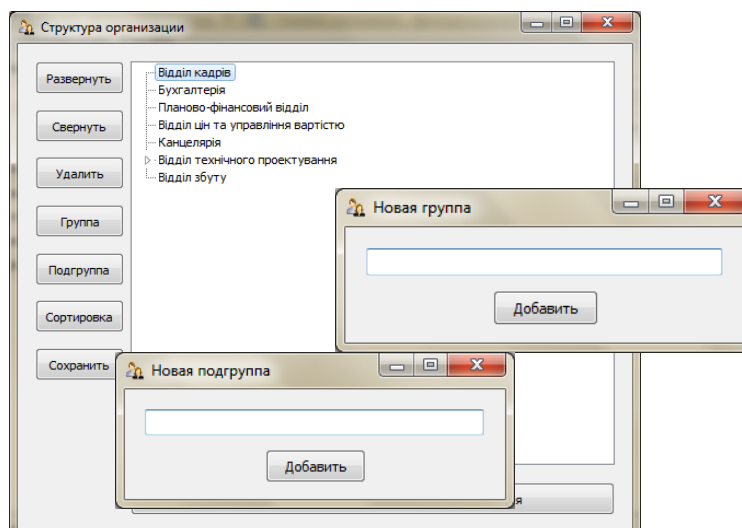 Структура организации
Развернуть
Свернуть
Удалить
Группа
Подгруппа
Сортировка
Сохранить
Відділ кадрів
Бухгалтерія
Планово-фінансовий відділ
Відділ цін та управління вартістю
Канцелярія
Відділ технічного проектування
Відділ збуту
Новая группа
Добавить
Новая подгруппа
Добавить